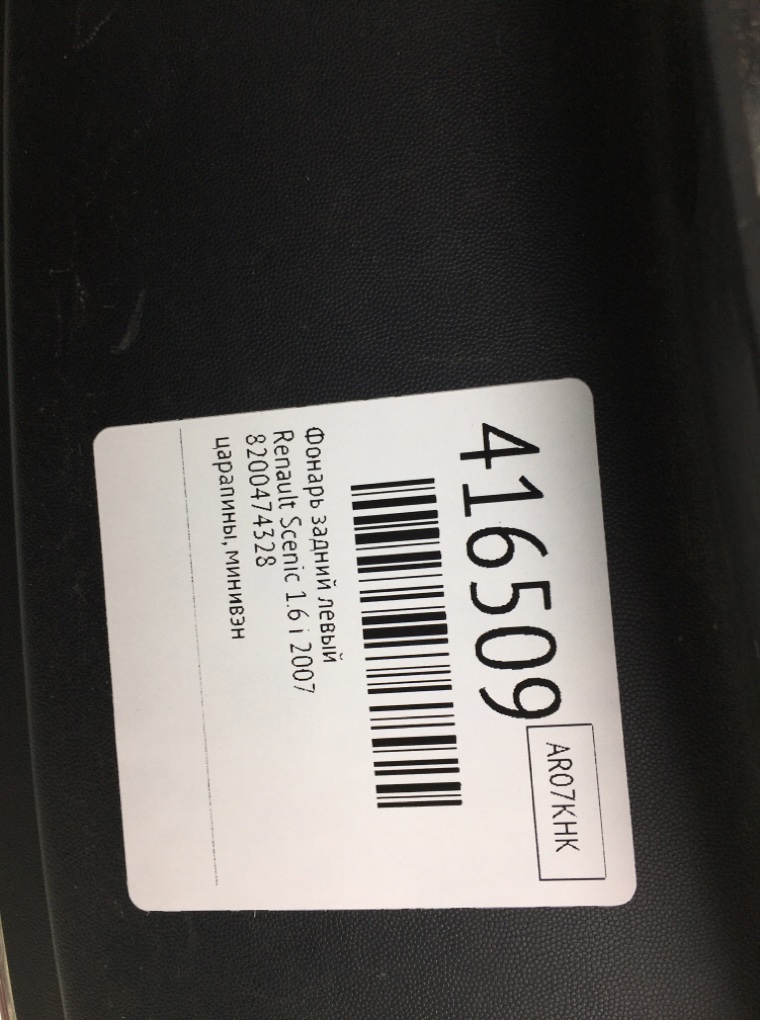 416509
AR07KHK
Фонарь задний левый
Renault Scenic 1.6 i 2007
8200474328
царапины, минивэн